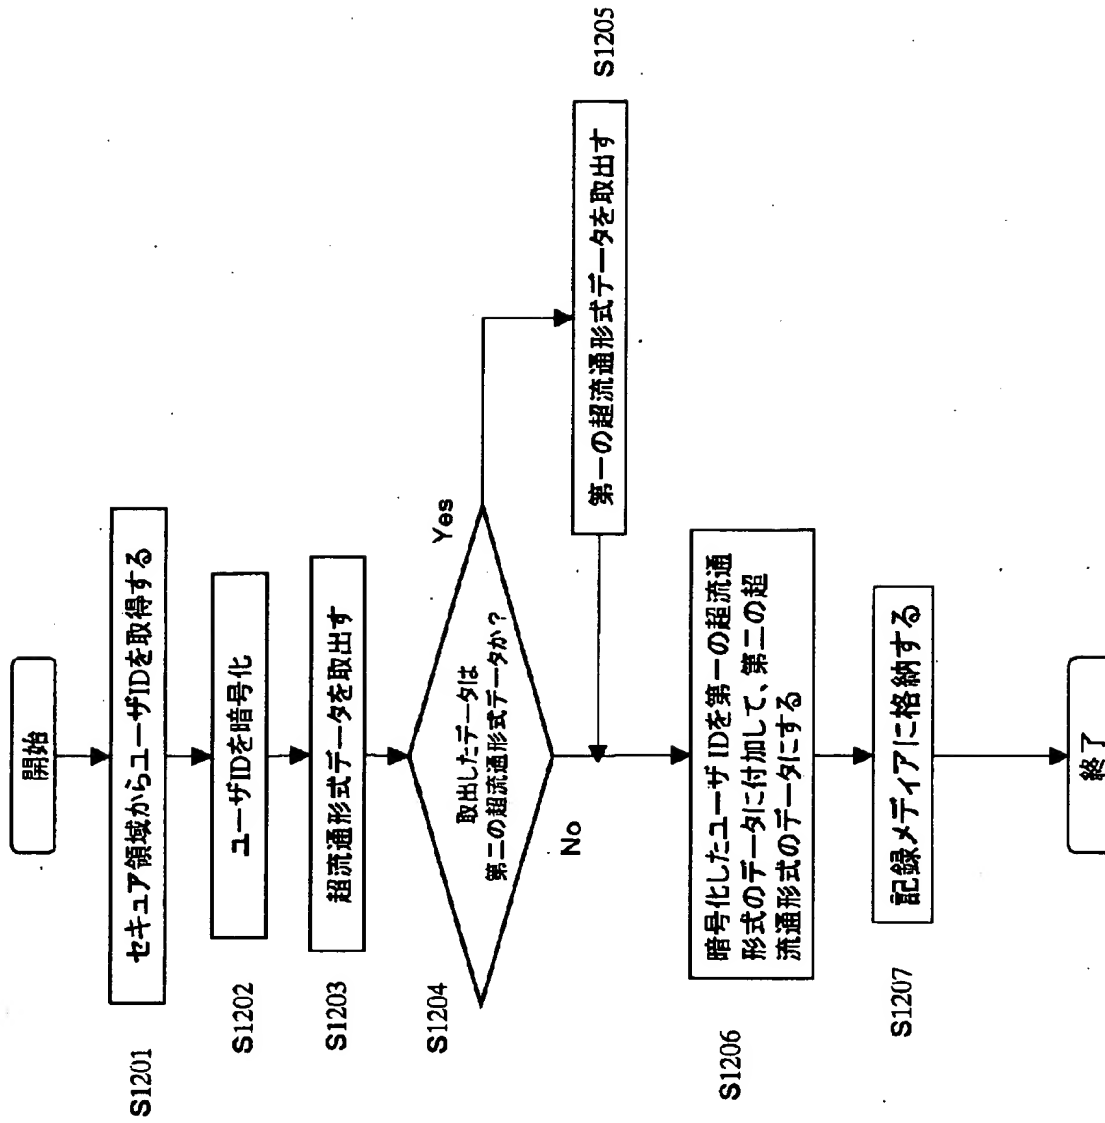 開始
セキュア領域からユーザIDを取得する
S1201
ユーザIDを暗号化
S1202
超流通形式データを取出す
S1203
取出したデータは
第二の超流通形式データか?
S1204
Yes
No
第一の超流通形式データを取出す
S1205
暗号化したユーザIDを第一の超流通
形式のデータに付加して、第二の超
流通形式のデータにする
S1206
記録メディアに格納する
S1207
終了